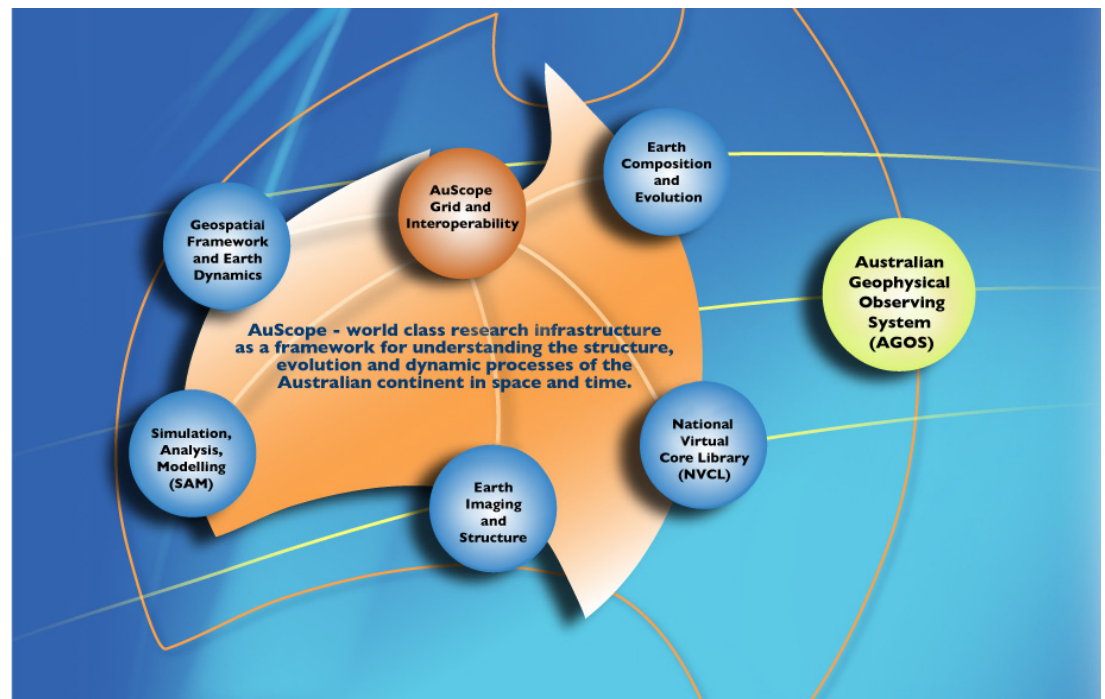 Earth
Composition
and
Evolution
AuScope
Grid and
Interoperability
Geospatial
Framework
and Earth
Dynamics
Australian
Geophysical
Observing
System
(AGOS)
AuScope - world class research infrastructure
as a framework for understanding the structure,
evolution and dynamic processes of the
Australian continent in space and time.
Simulation,
Analysis,
Modelling
(SAM)
Earth
Imaging
and
Structure
National
Virtual
Core Library
(NVCL)